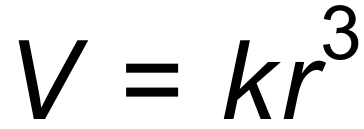 V = kr³